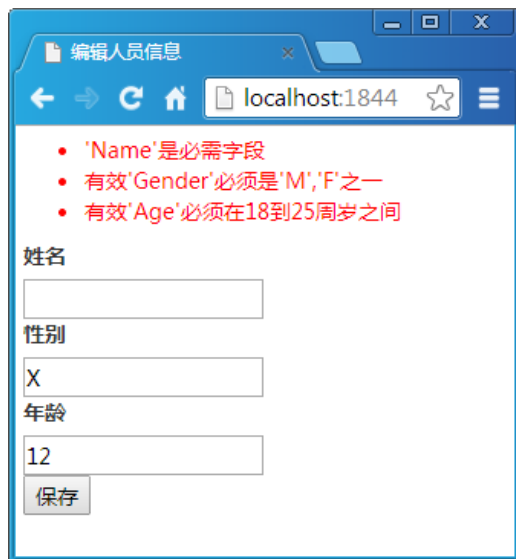 编辑人员信息
localhost:1844
'Name'是必需字段
有效'Gender'必须是'M','F'之一
有效'Age'必须在18到25周岁之间
姓名
性别
X
年龄
12
保存